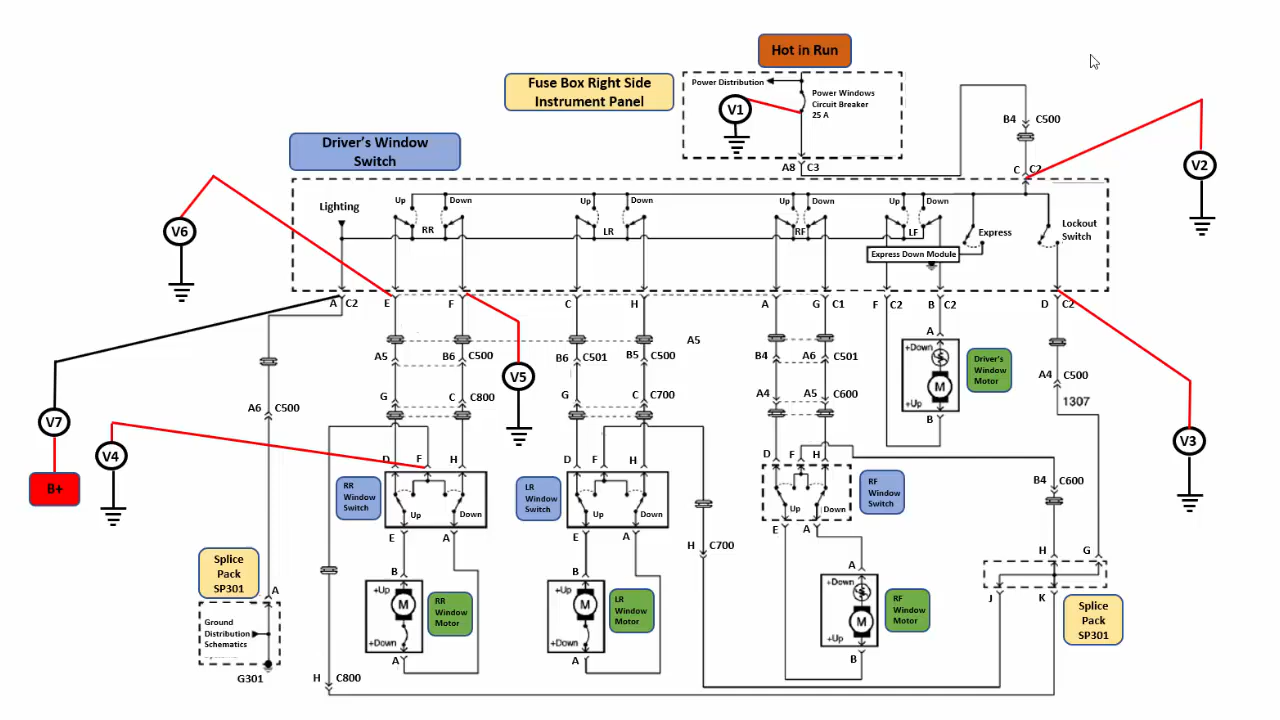 Hot in Run
Fuse Box Right Side
Instrument Panel
Power Distribution
Power Windows
Circuit Breaker
25 A
V1
B4 C500
A8 C3
C C2
V2
Driver's Window
Switch
Lighting
Up Down
RR
Up Down
LR
Up Down
RF
Up Down
LF
Express
Lockout
Switch
Express Down Module
V6
A C2
E
F
C
H
A
G C1
F C2
B C2
D C2
A5
A5
B6 C500
B6 C501
B5 C500
B4
A6 C501
A
+Down
M
+Up
B
Driver's
Window
Motor
V5
A4 C500
1307
G
C C800
G
C C700
A4
A5 C600
A6 C500
V7
V4
V3
B+
D
F
H
D
F
H
D
F
H
RR
Window
Switch
Up
Down
LR
Window
Switch
Up
Down
RF
Window
Switch
Up
Down
B4 C600
E
A
E
A
E
A
H C700
H
G
J
K
Splice
Pack
SP301
A
Ground
Distribution
Schematics
G301
B
+Up
M
+Down
A
RR
Window
Motor
B
+Up
M
+Down
A
LR
Window
Motor
A
+Down
M
+Up
B
RF
Window
Motor
Splice
Pack
SP301
H C800